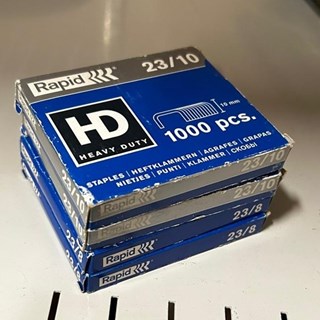 Rapid 23/10
HD
HEAVY DUTY
10 mm
1000 pcs.
STAPLES | HEFTKLAMMERN | AGRAFES | GRAPAS
NIETJES | PUNTI | KLAMMER | СКОБЫ
Rapid 23/10
23/10
Rapid 23/8
Rapid 23/8